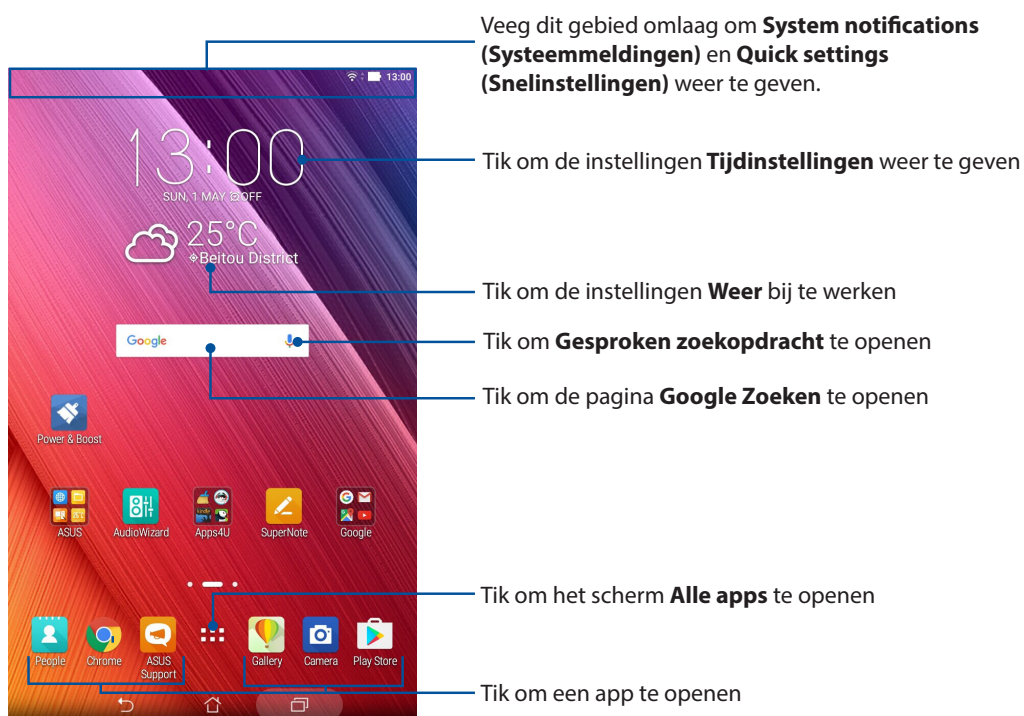 Veeg dit gebied omlaag om System notifications
(Systeemmeldingen) en Quick settings
(Snelinstellingen) weer te geven.
13:00
13:00
Tik om de instellingen Tijdinstellingen weer te geven
SUN, 1 MAY OFF
25°C
Beitou District
Tik om de instellingen Weer bij te werken
Google
Tik om Gesproken zoekopdracht te openen
Tik om de pagina Google Zoeken te openen
Power & Boost
ASUS AudioWizard Apps4U SuperNote Google
Tik om het scherm Alle apps te openen
People Chrome ASUS Support Gallery Camera Play Store
Tik om een app te openen